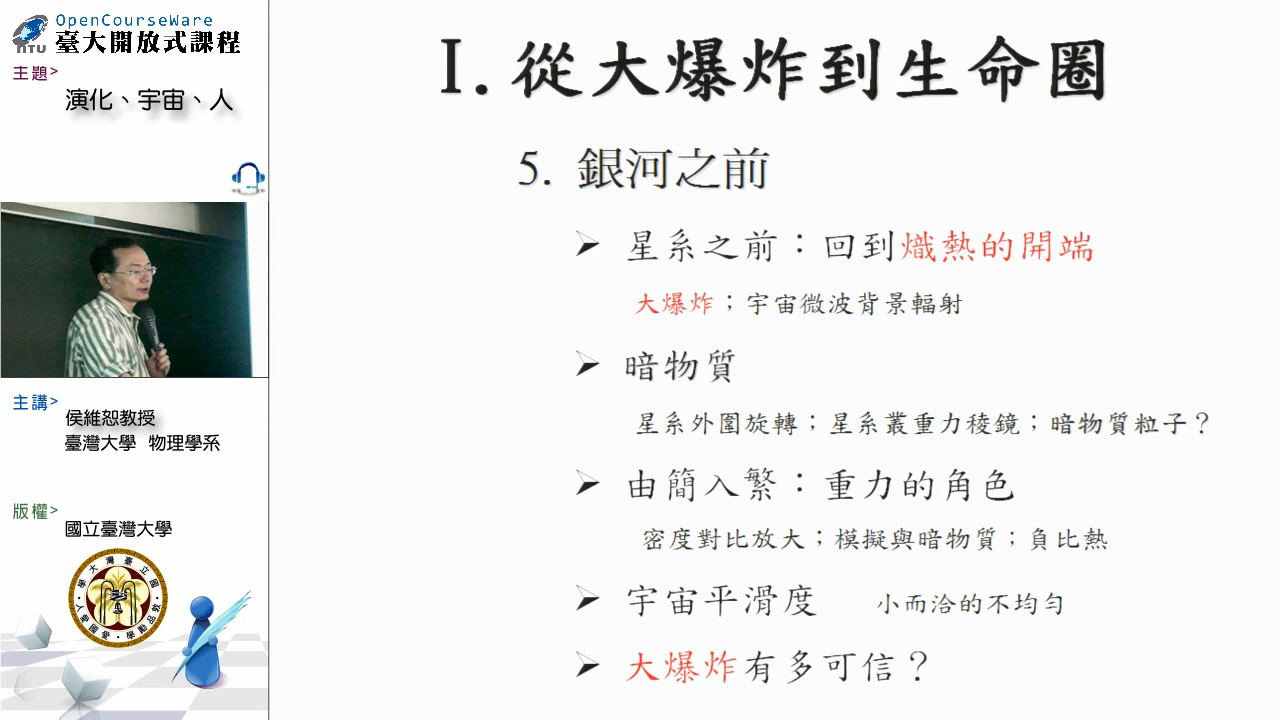 OpenCourseWare
NTU 臺大開放式課程
主題>
演化、宇宙、人
主講>
侯維恕教授
臺灣大學 物理學系
版權>
國立臺灣大學
I. 從大爆炸到生命圈
5. 銀河之前
➢ 星系之前：回到熾熱的開端
大爆炸；宇宙微波背景輻射
➢ 暗物質
星系外圍旋轉；星系叢重力稜鏡；暗物質粒子？
➢ 由簡入繁：重力的角色
密度對比放大；模擬與暗物質；負比熱
➢ 宇宙平滑度 小而洽的不均勻
➢ 大爆炸有多可信？